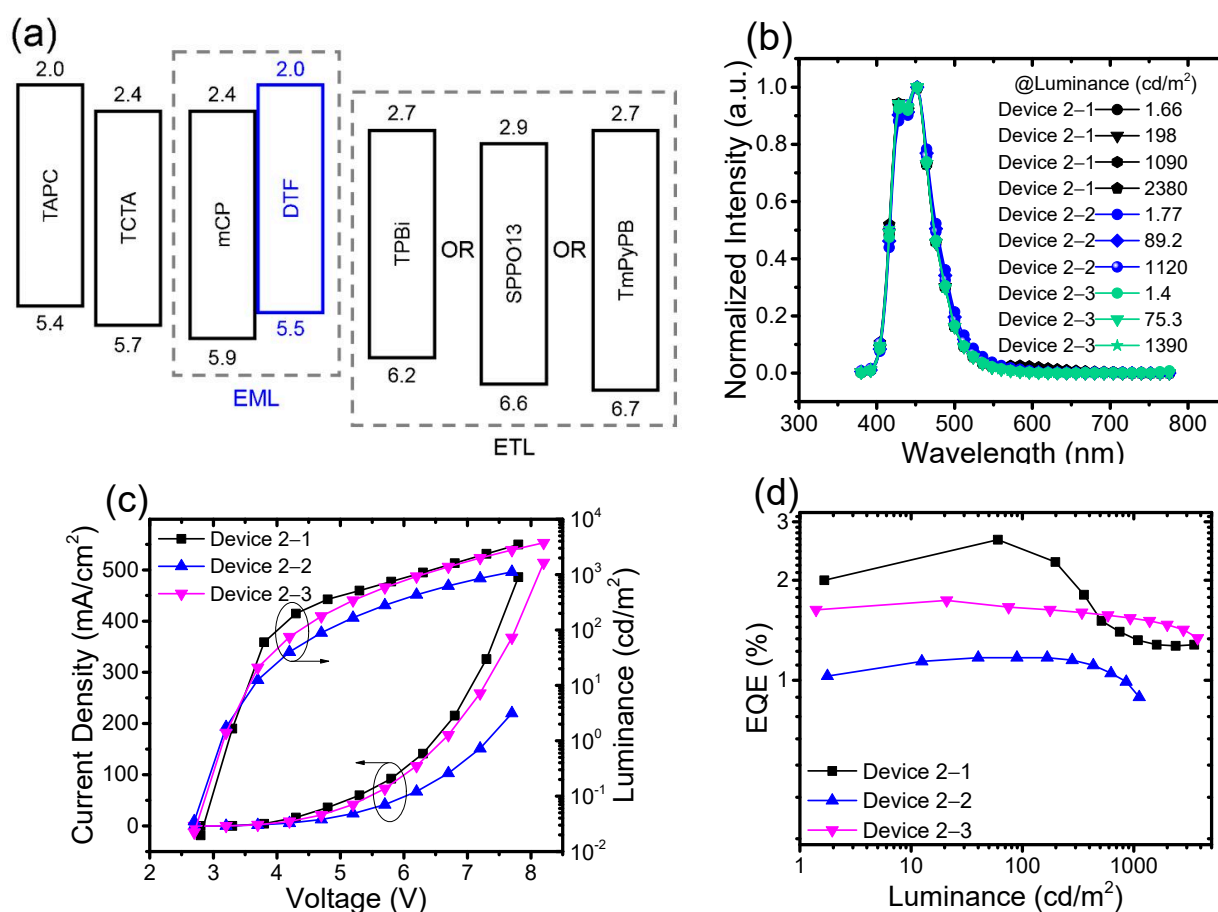 (a)
2.0
2.4
2.4
2.0
2.7
2.9
2.7
TAPC
TCTA
mCP
DTF
TPBi
OR
SPPO13
OR
TmPyPB
5.4
5.7
5.9
5.5
6.2
6.6
6.7
EML
ETL
(b)
Normalized Intensity (a.u.)
1.0
0.8
0.6
0.4
0.2
0.0
@Luminance (cd/m²)
Device 2–1 1.66
Device 2–1 198
Device 2–1 1090
Device 2–1 2380
Device 2–2 1.77
Device 2–2 89.2
Device 2–2 1120
Device 2–3 1.4
Device 2–3 75.3
Device 2–3 1390
300 400 500 600 700 800
Wavelength (nm)
(c)
Current Density (mA/cm²)
500
400
300
200
100
0
Device 2–1
Device 2–2
Device 2–3
10⁴
10³
10²
10¹
10⁰
10⁻¹
10⁻²
Luminance (cd/m²)
2 3 4 5 6 7 8
Voltage (V)
(d)
EQE (%)
3
2
1
Device 2–1
Device 2–2
Device 2–3
1 10 100 1000
Luminance (cd/m²)